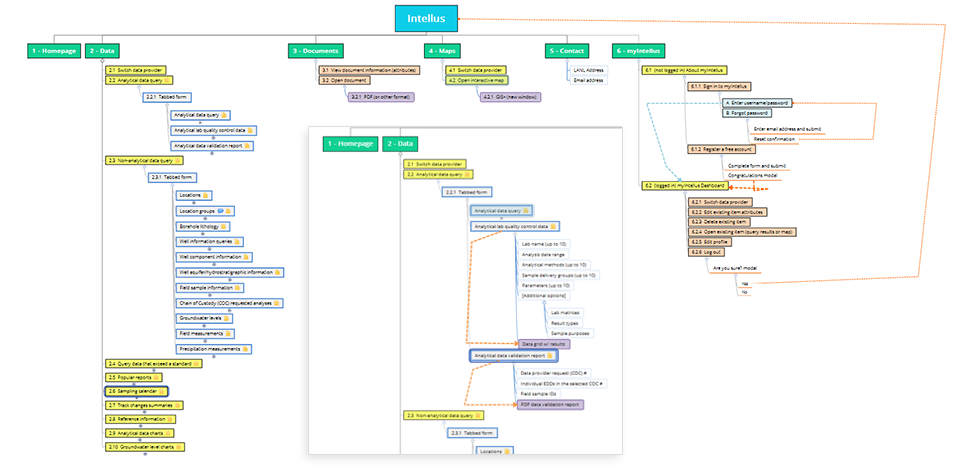 Intellus
1 - Homepage
2 - Data
3 - Documents
4 - Maps
5 - Contact
6 - myIntellus
2.1 Switch data provider
2.2 Analytical data query
2.2.1 Tabbed form
Analytical data query
Analytical lab quality control data
Analytical data validation report
2.3 Non-analytical data query
2.3.1 Tabbed form
Locations
Location groups
Borehole lithology
Well information queries
Well component information
Well aquifer/hydrostratigraphic information
Field sample information
Chain of Custody (COC) requested analyses
Groundwater levels
Field measurements
Precipitation measurements
2.4 Query data that exceed a standard
2.5 Popular reports
2.6 Sampling calendar
2.7 Track changes summaries
2.8 Reference information
2.9 Analytical data charts
2.10 Groundwater level charts
3.1 View document information (attributes)
3.2 Open document
3.2.1 PDF (or other format)
4.1 Switch data provider
4.2 Open interactive map
4.2.1 GIS+ (new window)
LANL Address
Email address
6.1 (not logged in) About myIntellus
6.1.1 Sign in to myIntellus
A Enter username/password
B Forgot password
Enter email address and submit
Reset confirmation
6.1.2 Register a free account
Complete form and submit
Congratulations modal
6.2 (logged in) myIntellus Dashboard
6.2.1 Switch data provider
6.2.2 Edit existing item attributes
6.2.3 Delete existing item
6.2.4 Open existing item (query results or map)
6.2.5 Edit profile
6.2.6 Log out
Are you sure? modal
Yes
No
1 - Homepage
2 - Data
2.1 Switch data provider
2.2 Analytical data query
2.2.1 Tabbed form
Analytical data query
Analytical lab quality control data
Lab name (up to 10)
Analysis date range
Analytical methods (up to 10)
Sample delivery groups (up to 10)
Parameters (up to 10)
[Additional options]
Lab matrices
Result types
Sample purposes
Data grid w/ results
Analytical data validation report
Data provider request (COC) #
Individual EDDs in the selected COC #
Field sample IDs
PDF data validation report
2.3 Non-analytical data query
2.3.1 Tabbed form
Locations